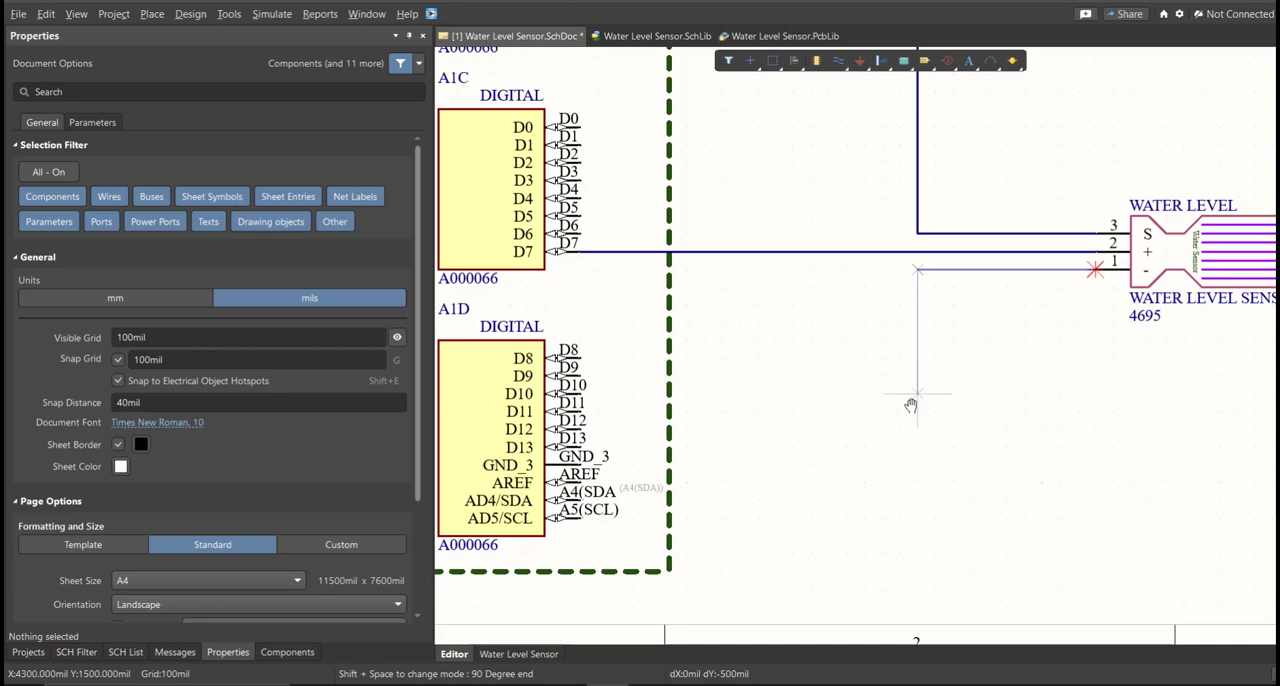 File Edit View Project Place Design Tools Simulate Reports Window Help Share Not Connected
Properties
[1] Water Level Sensor.SchDoc * Water Level Sensor.SchLib Water Level Sensor.PcbLib
Document Options Components (and 11 more)
Search
General Parameters
Selection Filter
All - On
Components Wires Buses Sheet Symbols Sheet Entries Net Labels
Parameters Ports Power Ports Texts Drawing objects Other
General
Units
mm mils
Visible Grid 100mil
Snap Grid 100mil G
Snap to Electrical Object Hotspots Shift+E
Snap Distance 40mil
Document Font Times New Roman, 10
Sheet Border
Sheet Color
Page Options
Formatting and Size
Template Standard Custom
Sheet Size A4 11500mil x 7600mil
Orientation Landscape
Nothing selected
Projects SCH Filter SCH List Messages Properties Components
X:4300.000mil Y:1500.000mil Grid:100mil
Shift + Space to change mode : 90 Degree end
dX:0mil dY:-500mil
A000066
A1C
DIGITAL
D0 D0
D1 D1
D2 D2
D3 D3
D4 D4
D5 D5
D6 D6
D7 D7
A000066
A1D
DIGITAL
D8 D8
D9 D9
D10 D10
D11 D11
D12 D12
D13 D13
GND_3 GND_3
AREF AREF
AD4/SDA A4(SDA (A4(SDA))
AD5/SCL A5(SCL)
A000066
WATER LEVEL
3 S
2 +
1 -
Water Sensor
WATER LEVEL SENS
4695
2
Editor Water Level Sensor